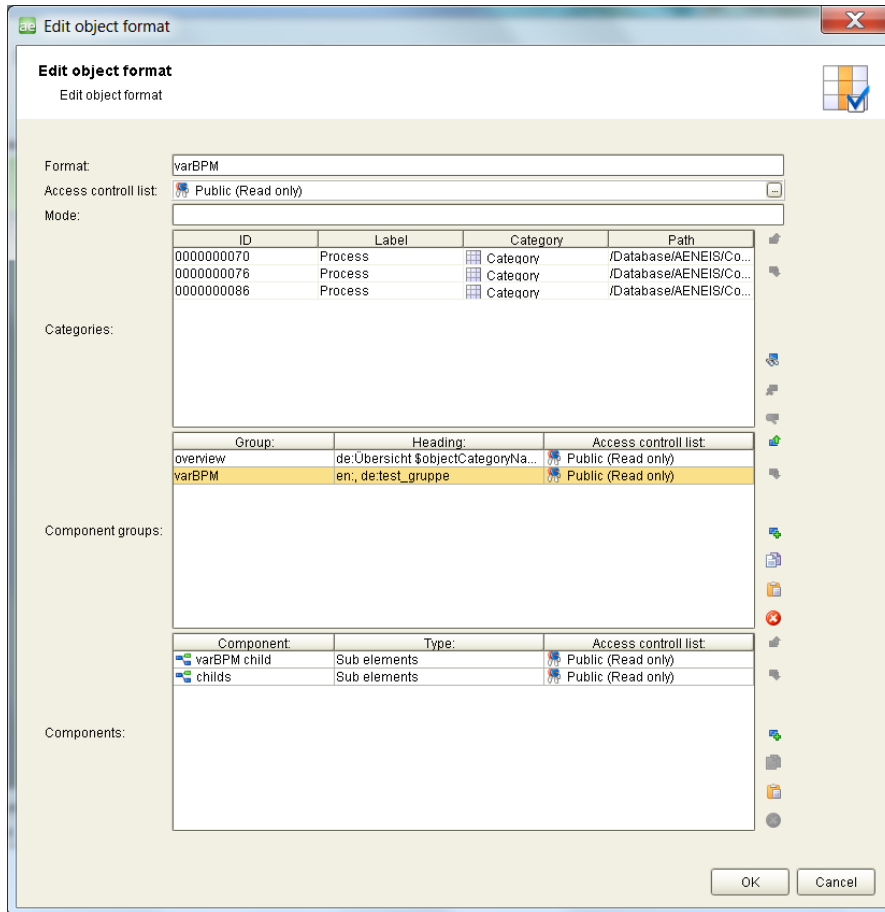 ae Edit object format
Edit object format
Edit object format
Format: varBPM
Access controll list: Public (Read only) ...
Mode:
ID Label Category Path
0000000070 Process Category /Database/AENEIS/Co...
0000000076 Process Category /Database/AENEIS/Co...
0000000086 Process Category /Database/AENEIS/Co...
Categories:
Group: Heading: Access controll list:
overview de:Übersicht $objectCategoryNa... Public (Read only)
varBPM en:, de:test_gruppe Public (Read only)
Component groups:
Component: Type: Access controll list:
varBPM child Sub elements Public (Read only)
childs Sub elements Public (Read only)
Components:
OK Cancel